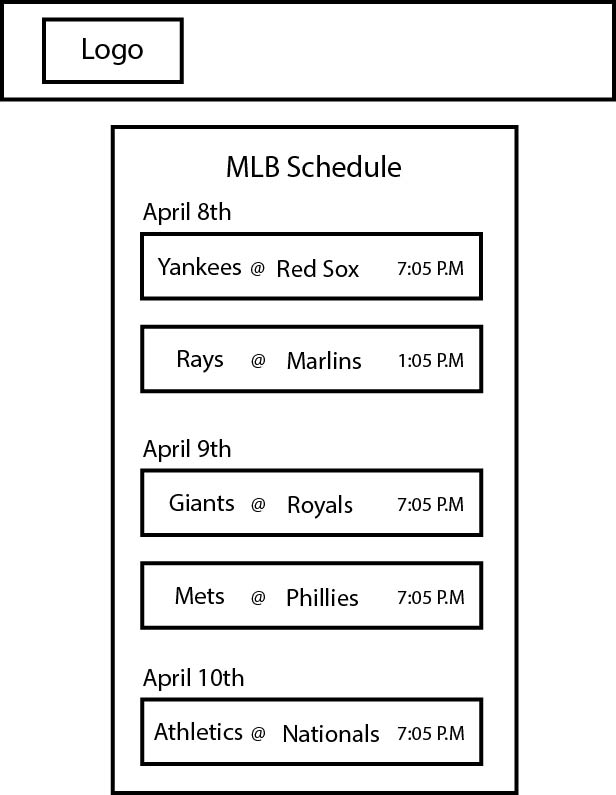 Logo
MLB Schedule
April 8th
Yankees @ Red Sox 7:05 P.M
Rays @ Marlins 1:05 P.M
April 9th
Giants @ Royals 7:05 P.M
Mets @ Phillies 7:05 P.M
April 10th
Athletics @ Nationals 7:05 P.M